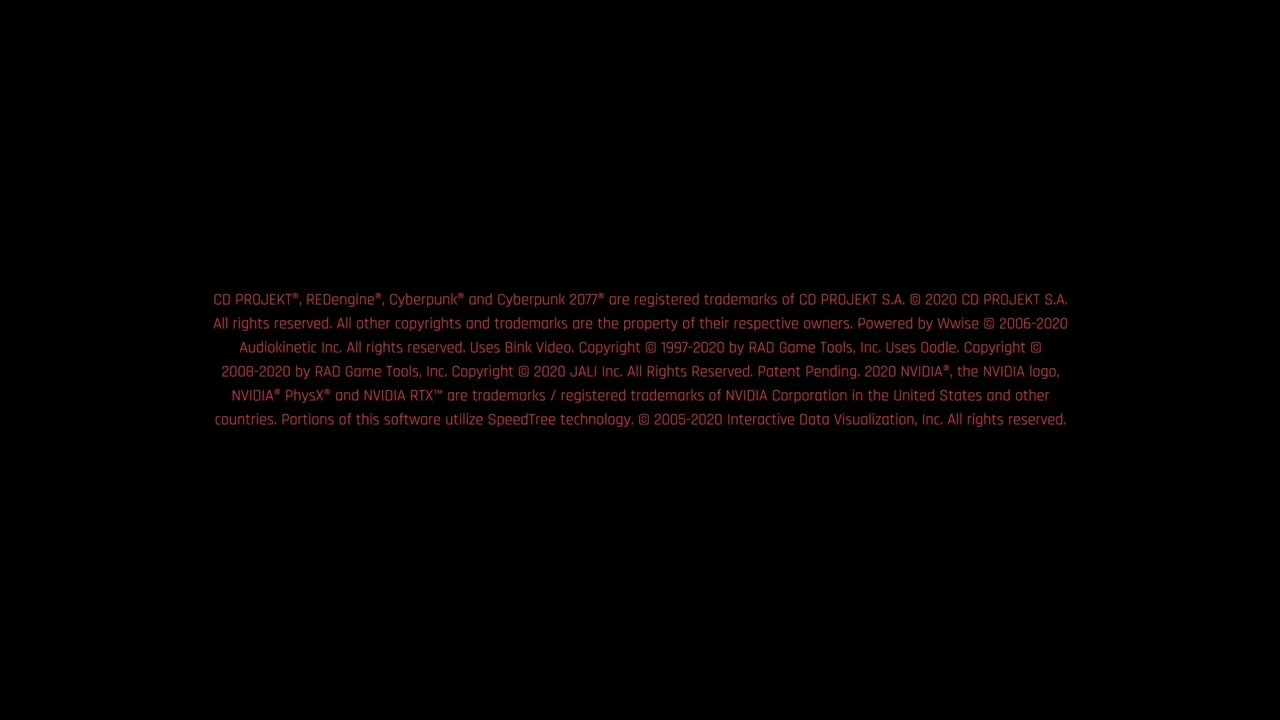 CD PROJEKT®, REDengine®, Cyberpunk® and Cyberpunk 2077® are registered trademarks of CD PROJEKT S.A. © 2020 CD PROJEKT S.A.
All rights reserved. All other copyrights and trademarks are the property of their respective owners. Powered by Wwise © 2006-2020
Audiokinetic Inc. All rights reserved. Uses Bink Video. Copyright © 1997-2020 by RAD Game Tools, Inc. Uses Oodle. Copyright ©
2008-2020 by RAD Game Tools, Inc. Copyright © 2020 JALI Inc. All Rights Reserved. Patent Pending. 2020 NVIDIA®, the NVIDIA logo,
NVIDIA® PhysX® and NVIDIA RTX™ are trademarks / registered trademarks of NVIDIA Corporation in the United States and other
countries. Portions of this software utilize SpeedTree technology. © 2005-2020 Interactive Data Visualization, Inc. All rights reserved.